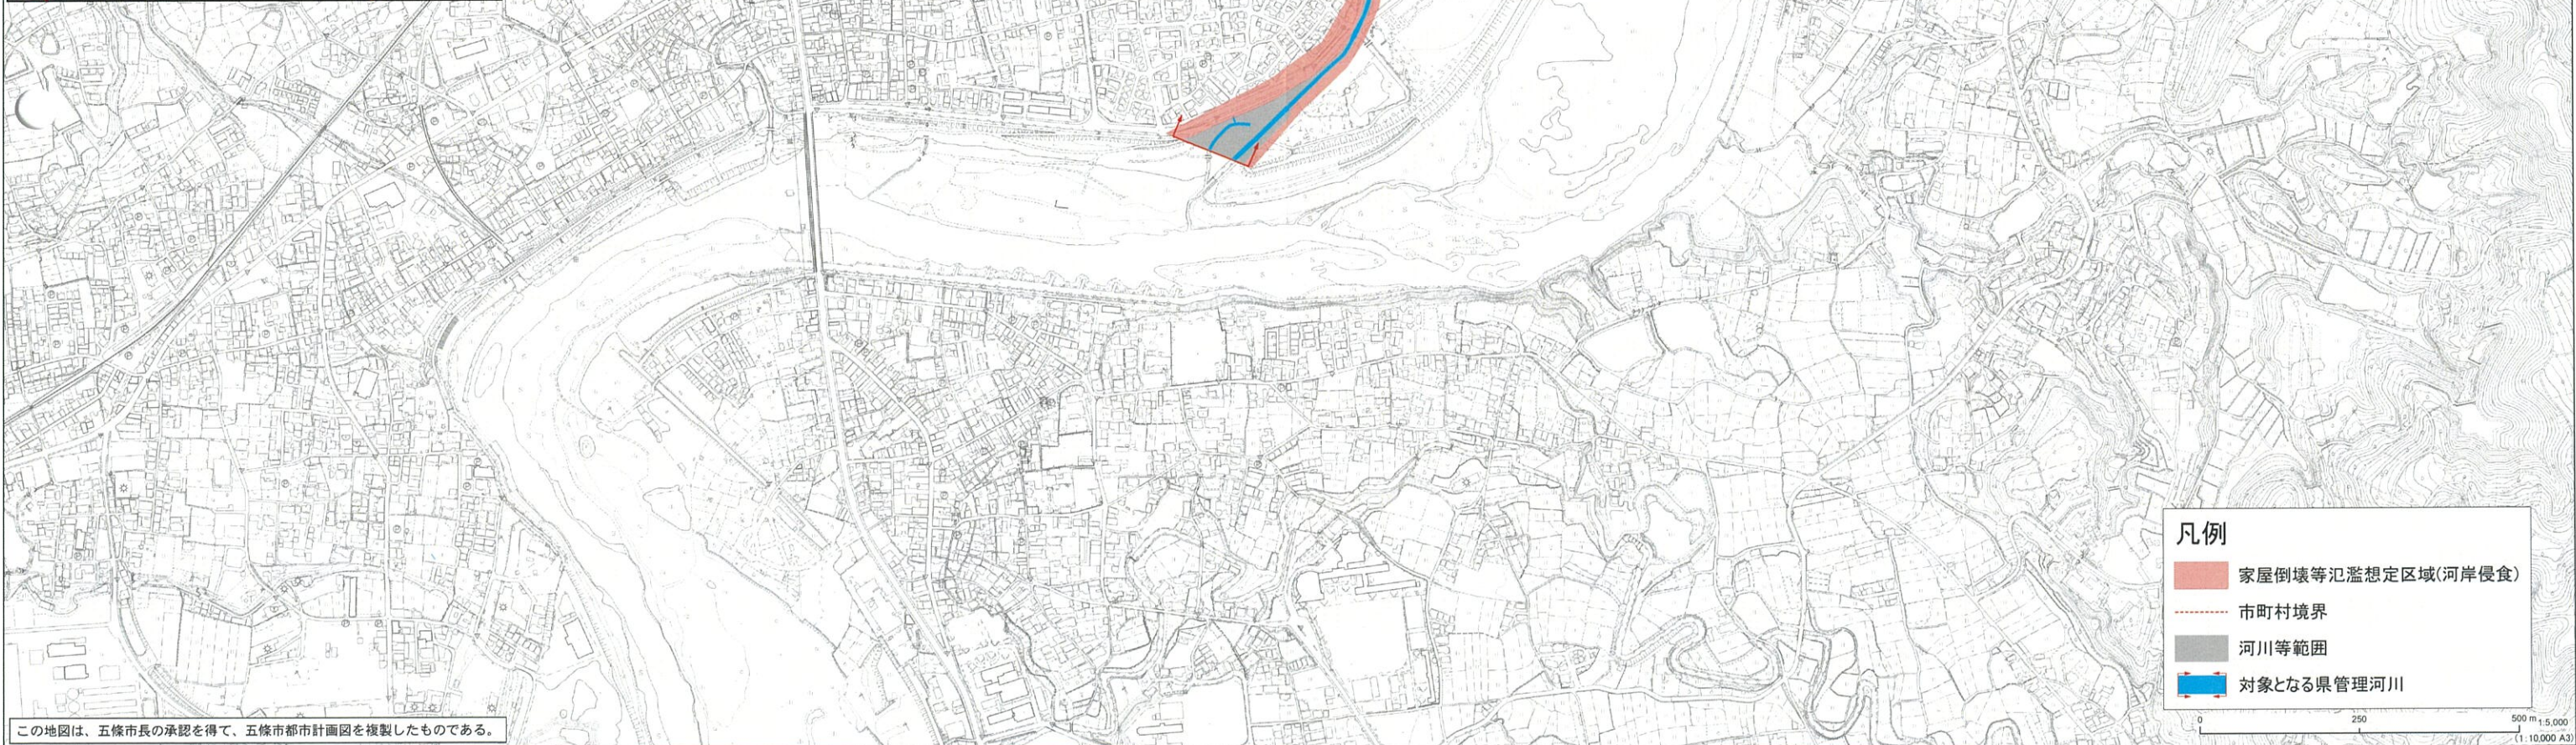 凡例
家屋倒壊等氾濫想定区域(河岸侵食)
市町村境界
河川等範囲
対象となる県管理河川
0 250 500 m 1:5,000
(1:10,000 A3)
この地図は、五條市長の承認を得て、五條市都市計画図を複製したものである。